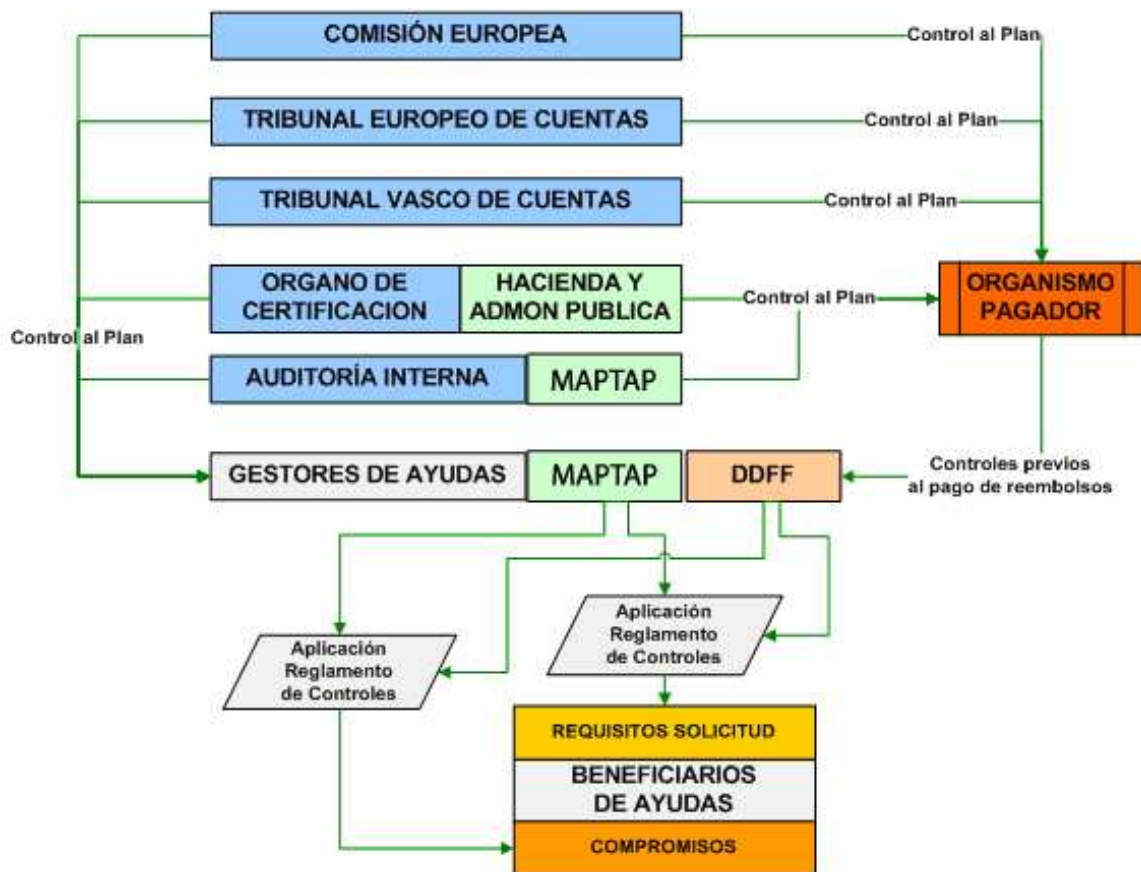 COMISIÓN EUROPEA
Control al Plan
TRIBUNAL EUROPEO DE CUENTAS
Control al Plan
TRIBUNAL VASCO DE CUENTAS
Control al Plan
ORGANO DE
CERTIFICACION
HACIENDA Y
ADMON PUBLICA
Control al Plan
ORGANISMO
PAGADOR
Control al Plan
AUDITORÍA INTERNA
MAPTAP
GESTORES DE AYUDAS
MAPTAP
DDFF
Controles previos
al pago de reembolsos
Aplicación
Reglamento
de Controles
Aplicación
Reglamento
de Controles
REQUISITOS SOLICITUD
BENEFICIARIOS
DE AYUDAS
COMPROMISOS